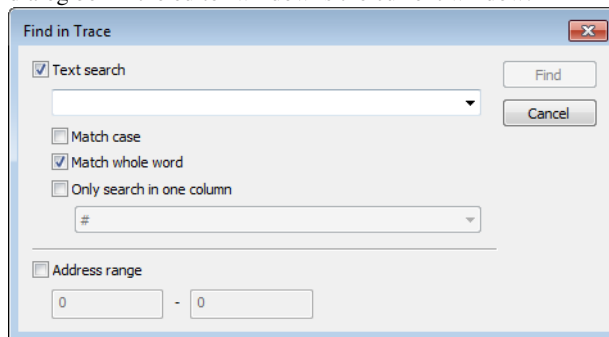 Find in Trace
Text search
Find
Cancel
Match case
Match whole word
Only search in one column
#
Address range
0 - 0